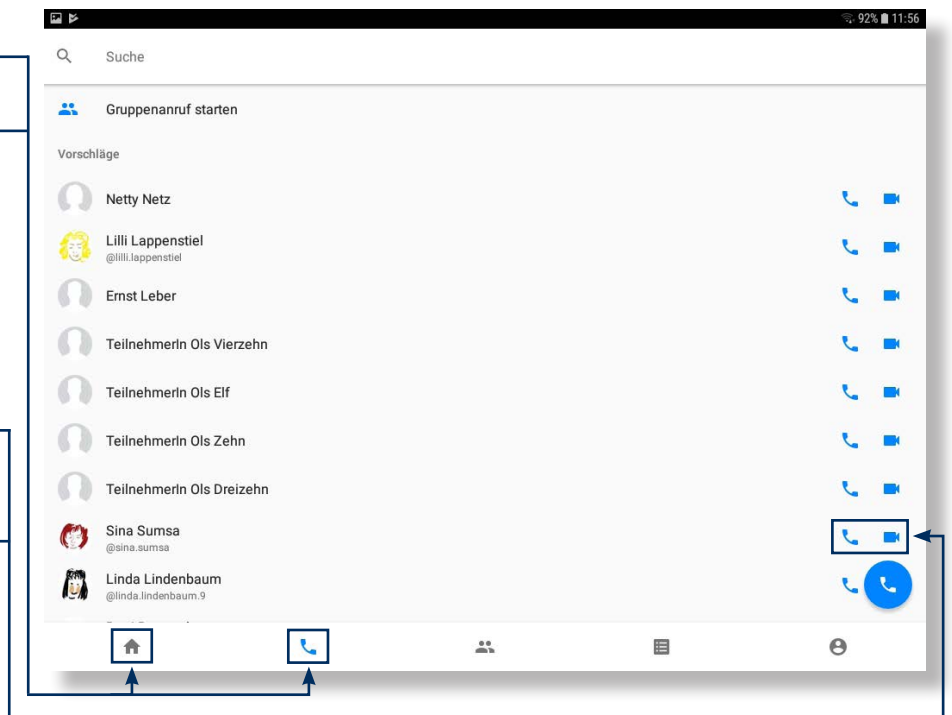 92% 11:56
Suche
Gruppenanruf starten
Vorschläge
Netty Netz
Lilli Lappenstiel
@lilli.lappenstiel
Ernst Leber
TeilnehmerIn Ols Vierzehn
TeilnehmerIn Ols Elf
TeilnehmerIn Ols Zehn
TeilnehmerIn Ols Dreizehn
Sina Sumsa
@sina.sumsa
Linda Lindenbaum
@linda.lindenbaum.9